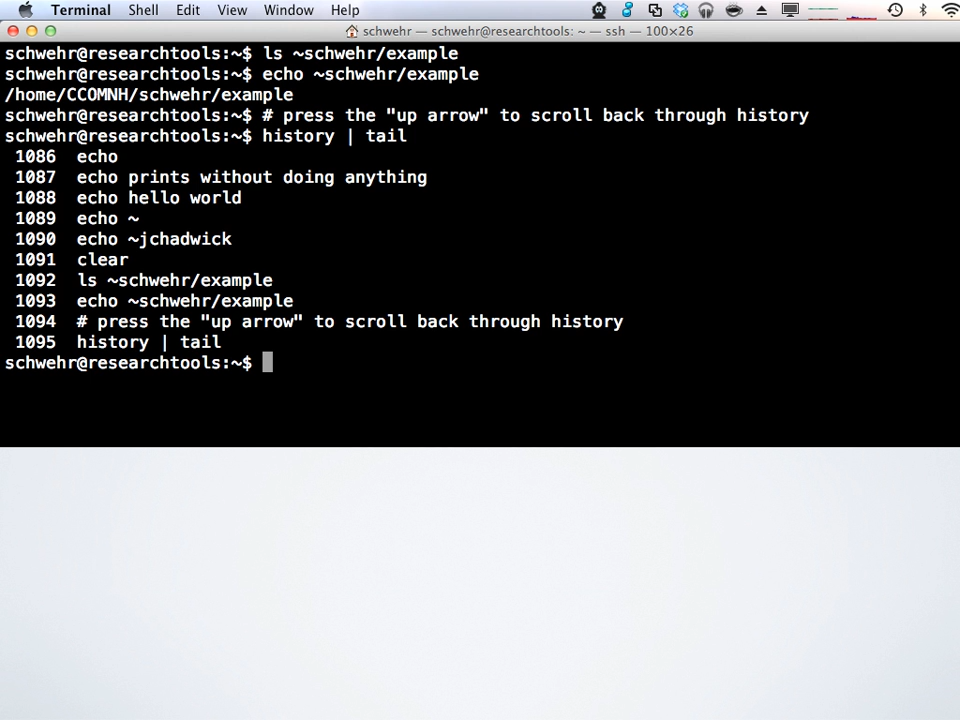 Terminal Shell Edit View Window Help
schwehr — schwehr@researchtools: ~ — ssh — 100×26
schwehr@researchtools:~$ ls ~schwehr/example
schwehr@researchtools:~$ echo ~schwehr/example
/home/CCOMNH/schwehr/example
schwehr@researchtools:~$ # press the "up arrow" to scroll back through history
schwehr@researchtools:~$ history | tail
 1086  echo
 1087  echo prints without doing anything
 1088  echo hello world
 1089  echo ~
 1090  echo ~jchadwick
 1091  clear
 1092  ls ~schwehr/example
 1093  echo ~schwehr/example
 1094  # press the "up arrow" to scroll back through history
 1095  history | tail
schwehr@researchtools:~$